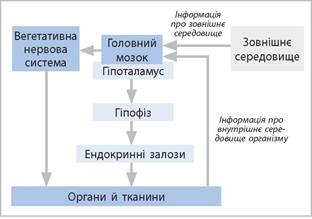 Інформація
про зовнішнє
середовище
Вегетативна
нервова
система
Головний
мозок
Гіпоталамус
Зовнішнє
середовище
Гіпофіз
Інформація про
внутрішнє сере-
довище організму
Ендокринні залози
Органи й тканини